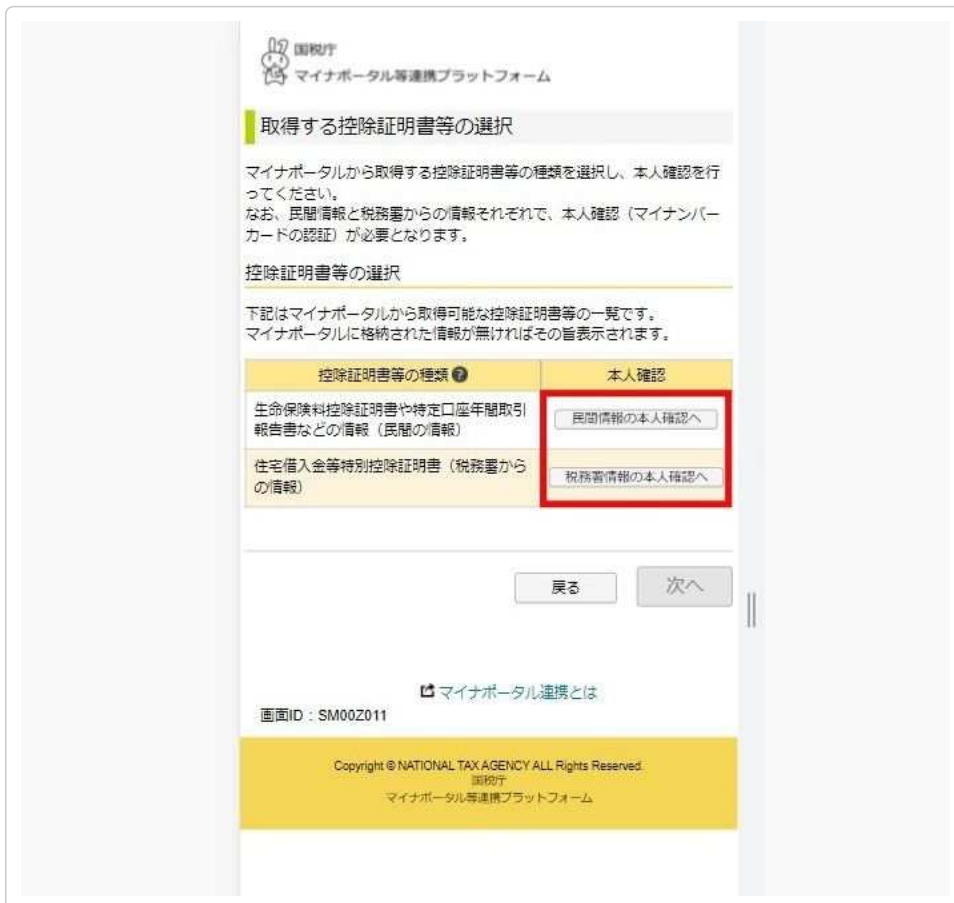 国税庁
マイナポータル等連携プラットフォーム
取得する控除証明書等の選択
マイナポータルから取得する控除証明書等の種類を選択し、本人確認を行
ってください。
なお、民間情報と税務署からの情報それぞれで、本人確認（マイナンバー
カードの認証）が必要となります。
控除証明書等の選択
下記はマイナポータルから取得可能な控除証明書等の一覧です。
マイナポータルに格納された情報が無ければその旨表示されます。
控除証明書等の種類 ?
本人確認
生命保険料控除証明書や特定口座年間取引
報告書などの情報（民間の情報）
民間情報の本人確認へ
住宅借入金等特別控除証明書（税務署から
の情報）
税務署情報の本人確認へ
戻る
次へ
マイナポータル連携とは
画面ID：SM00Z011
Copyright © NATIONAL TAX AGENCY ALL Rights Reserved.
国税庁
マイナポータル等連携プラットフォーム